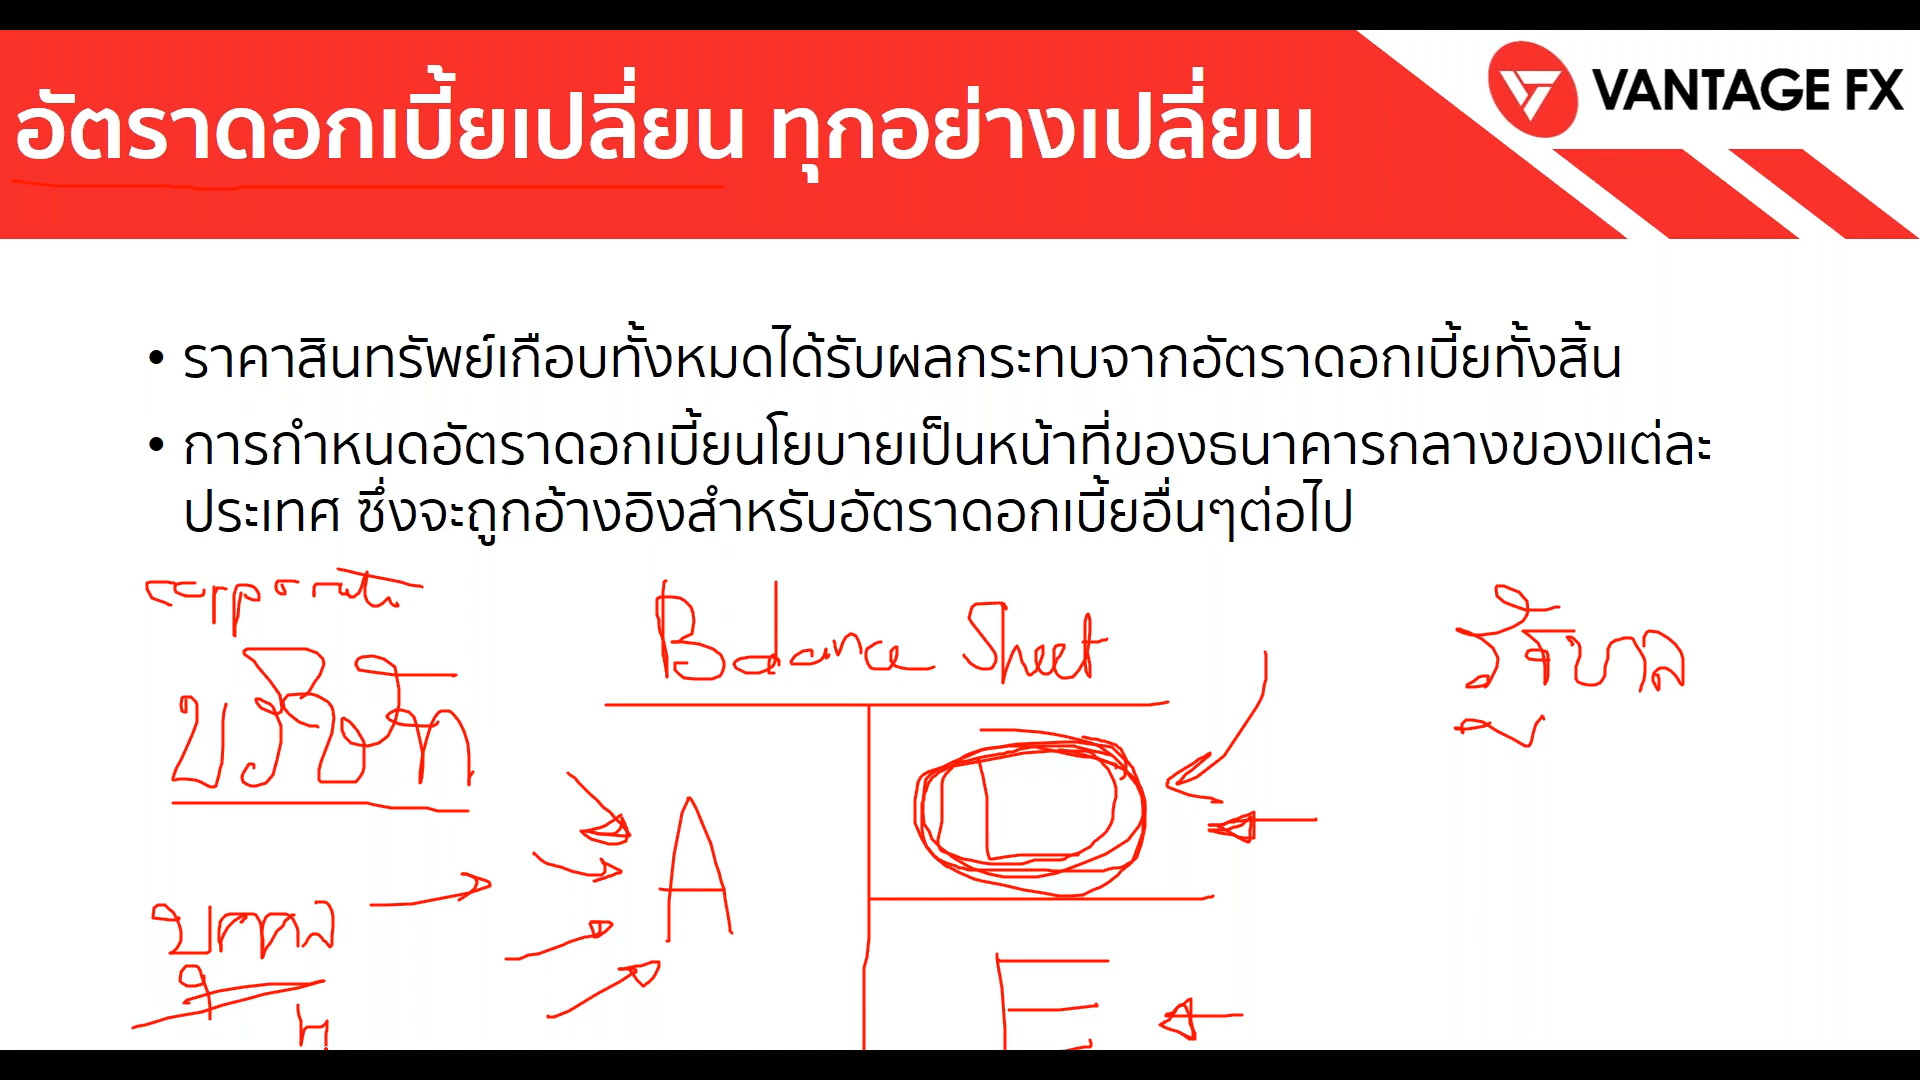 อัตราดอกเบี้ยเปลี่ยน ทุกอย่างเปลี่ยน
VANTAGE FX
• ราคาสินทรัพย์เกือบทั้งหมดได้รับผลกระทบจากอัตราดอกเบี้ยทั้งสิ้น
• การกำหนดอัตราดอกเบี้ยนโยบายเป็นหน้าที่ของธนาคารกลางของแต่ละ
ประเทศ ซึ่งจะถูกอ้างอิงสำหรับอัตราดอกเบี้ยอื่นๆต่อไป
corporate
Balance Sheet
รัฐบาล
บริษัท
A
บุคคล
E